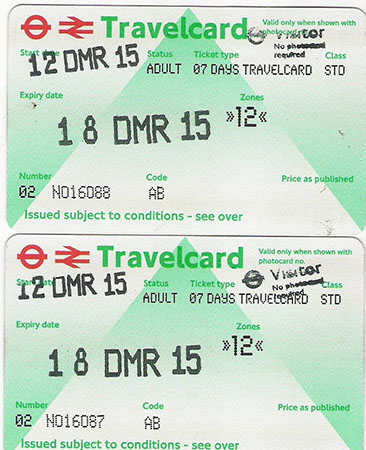 Travelcard
Valid only when shown with
photocard no.
Visitor
No photocard
required
Start date
Status
Ticket type
Class
12 DMR 15
ADULT
07 DAYS TRAVELCARD
STD
Expiry date
Zones
18 DMR 15
»12«
Number
Code
Price as published
02 NO16088
AB
Issued subject to conditions - see over
Travelcard
Valid only when shown with
photocard no.
Visitor
No photocard
required
Start date
Status
Ticket type
Class
12 DMR 15
ADULT
07 DAYS TRAVELCARD
STD
Expiry date
Zones
18 DMR 15
»12«
Number
Code
Price as published
02 NO16087
AB
Issued subject to conditions - see over